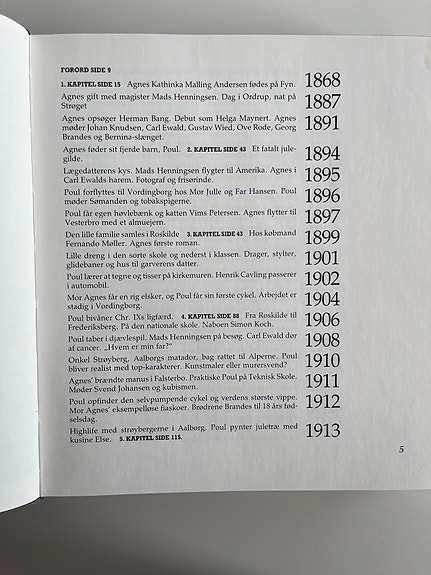 FORORD SIDE 9
1. KAPITEL SIDE 15 Agnes Kathinka Malling Andersen fødes på Fyn. 1868
Agnes gift med magister Mads Henningsen. Dag i Ordrup, nat på 1887
Strøget
Agnes opsøger Herman Bang. Debut som Helga Maynert. Agnes 1891
møder Johan Knudsen, Carl Ewald, Gustav Wied, Ove Rode, Georg
Brandes og Bernina-slænget.
Agnes føder sit fjerde barn, Poul. 2. KAPITEL SIDE 43 Et fatalt jule- 1894
gilde.
Lægedatterens kys. Mads Henningsen flygter til Amerika. Agnes i 1895
Carl Ewalds harem. Fotograf og frisørinde.
Poul forflyttes til Vordingborg hos Mor Julle og Far Hansen. Poul 1896
møder Sømanden og tobakspigerne.
Poul får egen høvlebænk og katten Vims Petersen. Agnes flytter til 1897
Vesterbro med et almuejern.
Den lille familie samles i Roskilde 3. KAPITEL SIDE 43 Hos købmand 1899
Fernando Møller. Agnes første roman.
Lille dreng i den sorte skole og nederst i klassen. Drager, stylter, 1901
glidebaner og hus til garverens datter.
Poul lærer at tegne og tisser på kirkemuren. Henrik Cavling passerer 1902
i automobil.
Mor Agnes får en rig elsker, og Poul får sin første cykel. Arbejdet er 1904
stadig i Vordingborg.
Poul bivåner Chr. IXs ligfærd. 4. KAPITEL SIDE 88 Fra Roskilde til 1906
Frederiksberg. På den nationale skole. Naboen Simon Koch.
Poul taber i djævlespil. Mads Henningsen på besøg. Carl Ewald dør 1908
af cancer. „Hvem er min far?"
Onkel Strøyberg, Aalborgs matador, bag rattet til Alperne. Poul 1910
bliver realist med top-karakterer. Kunstmaler eller murersvend?
Agnes' brændte manus i Falsterbo. Praktiske Poul på Teknisk Skole. 1911
Møder Svend Johansen og kubismen.
Poul opfinder den selvpumpende cykel og verdens største vippe. 1912
Mor Agnes' eksempelløse fiaskoer. Brødrene Brandes til 18 års fød-
selsdag.
Highlife med strøybergerne i Aalborg. Poul pynter juletræ med 1913
kusine Else. 5. KAPITEL SIDE 115.
5